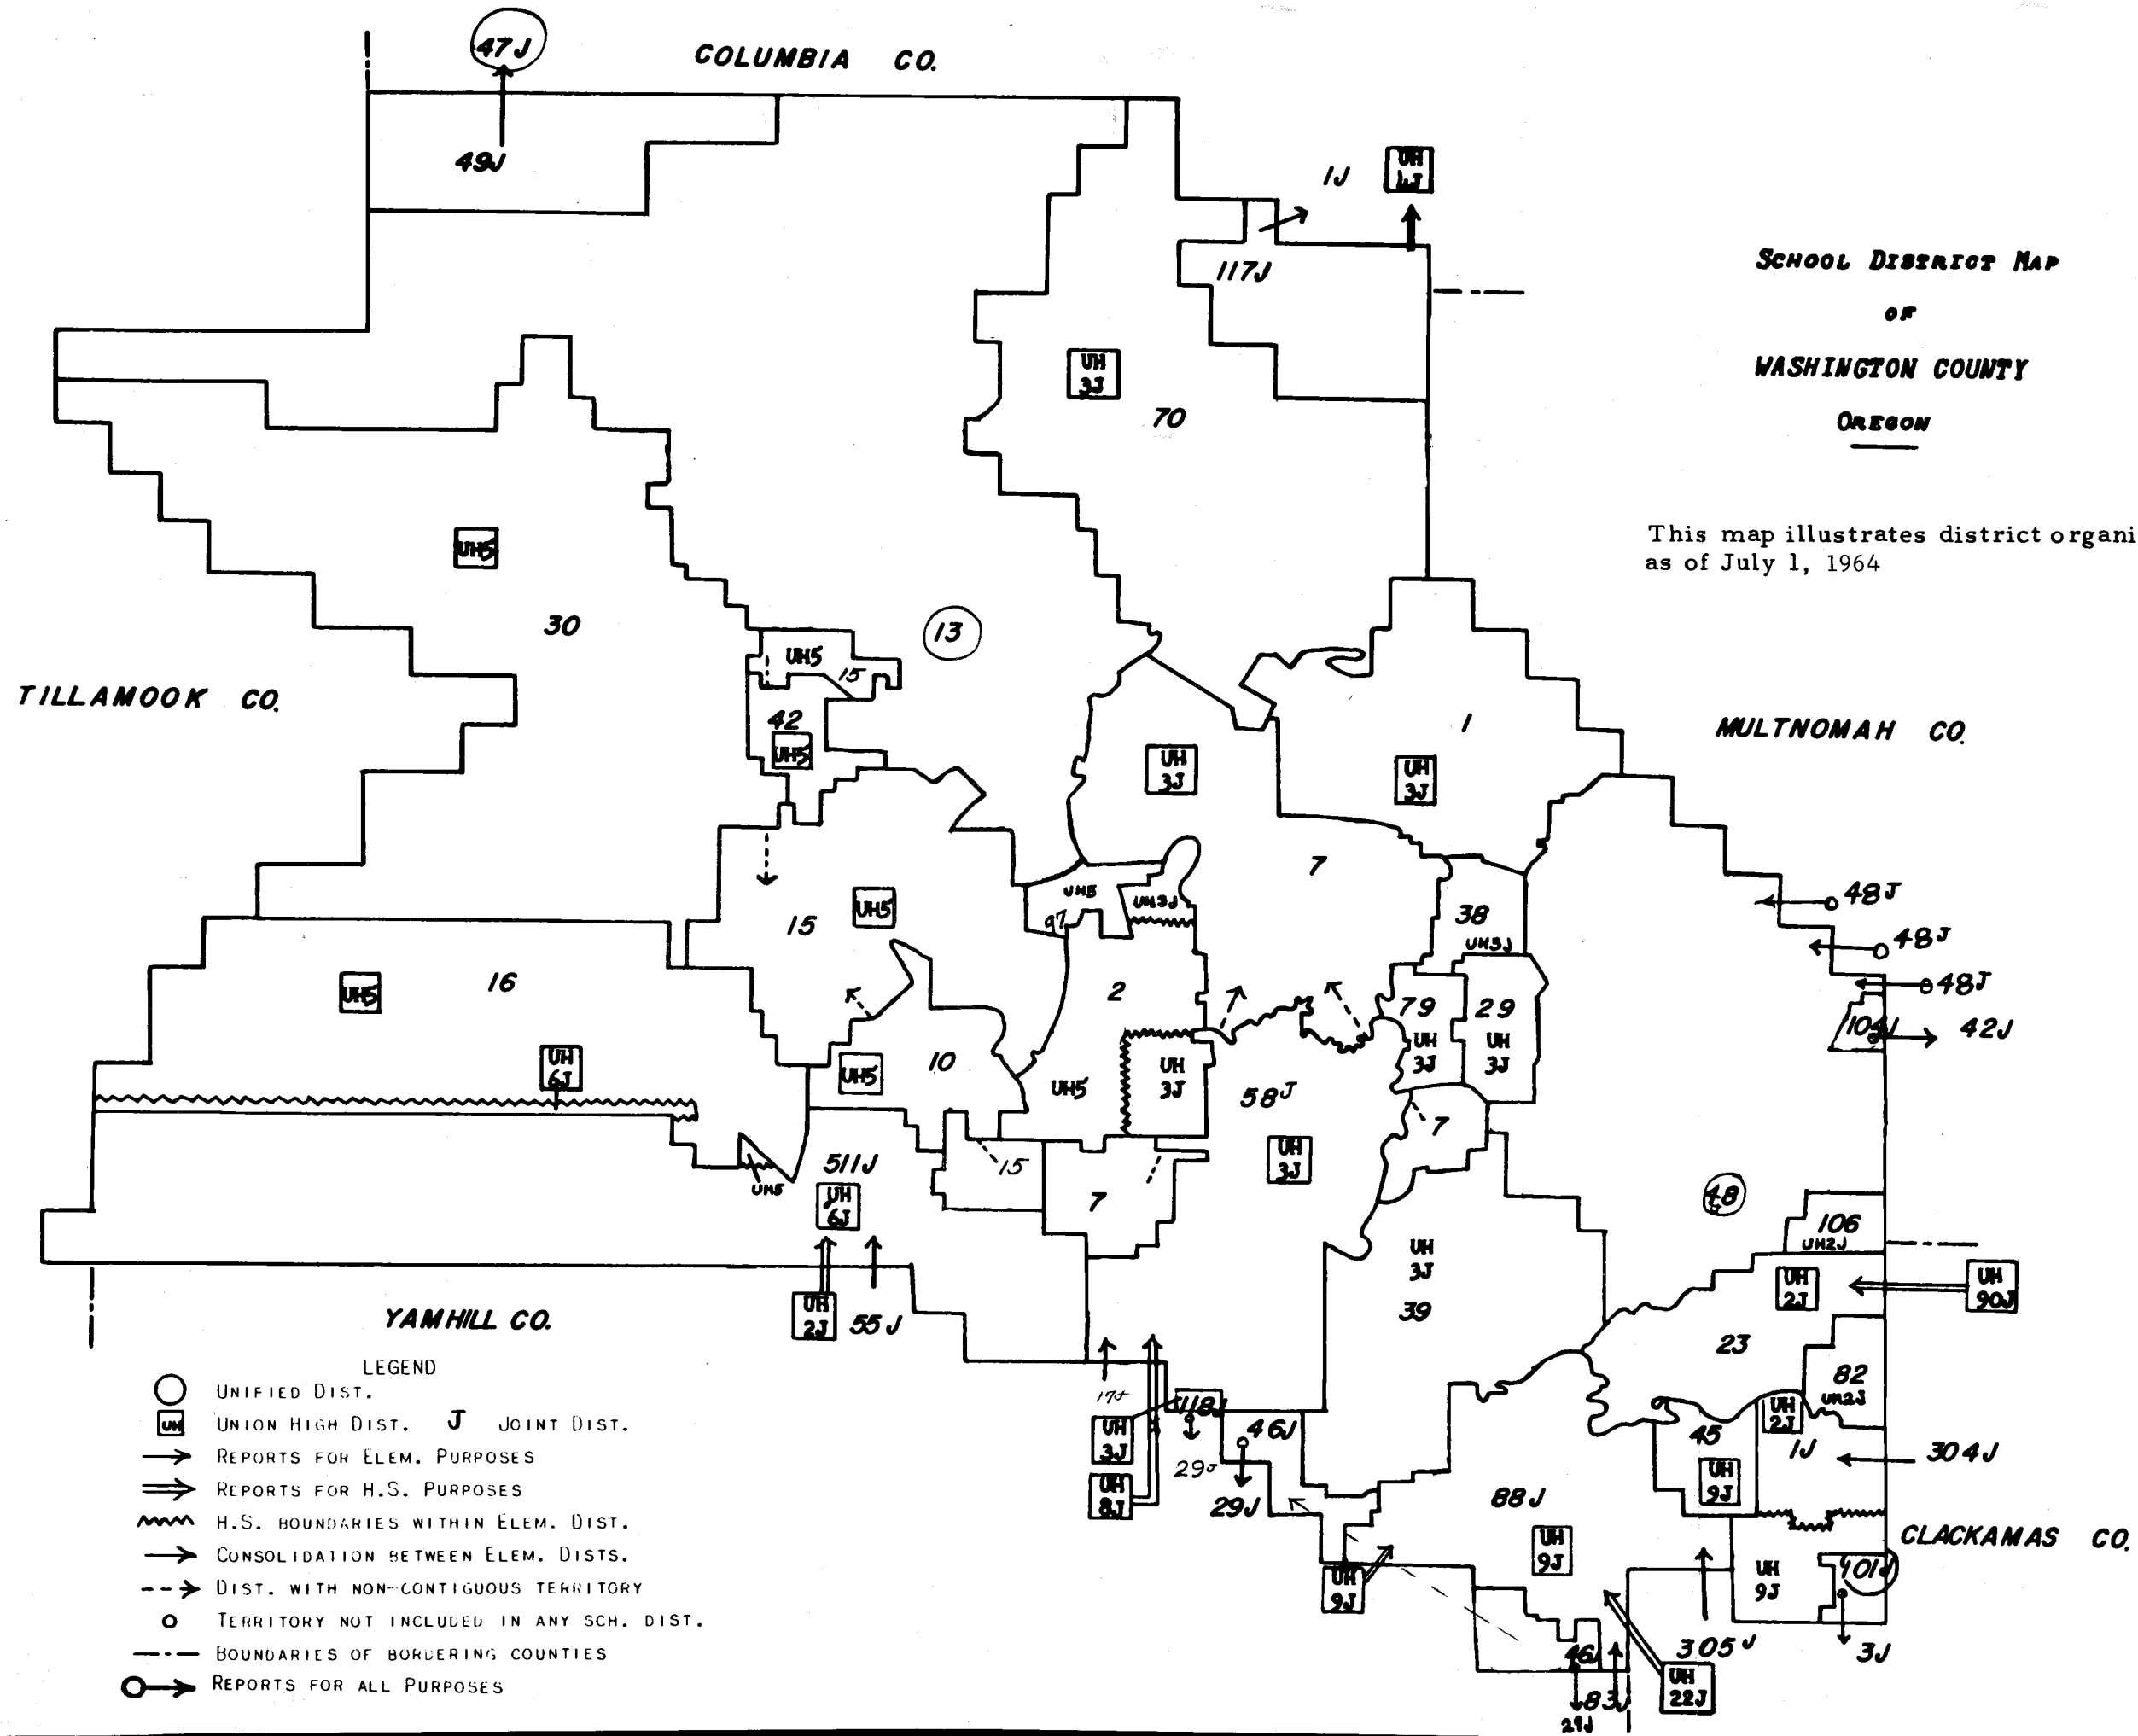 47J
COLUMBIA CO.
49J
1J
UH
117J
SCHOOL DISTRICT MAP
OF
WASHINGTON COUNTY
OREGON
UH
3J
70
This map illustrates district organi
as of July 1, 1964
UH5
30
13
UH5
15
TILLAMOOK CO.
42
UH5
1
MULTNOMAH CO.
UH
3J
UH
3J
7
UH5
97
UH3J
38
UH3J
48J
48J
48J
104J
42J
15
UH5
16
UH5
2
79
UH
3J
29
UH
3J
UH
6J
10
UH5
UH5
UH
3J
58J
UH
3J
7
511J
UH
6J
UH5
15
7
48
106
UH2J
UH
2J
UH
90J
UH
3J
39
23
YAMHILL CO.
UH
2J
55J
82
UH2J
17J
118J
UH
3J
UH
8J
29J
46J
29J
45
UH
9J
UH
2J
1J
304J
88J
UH
9J
UH
9J
CLACKAMAS CO.
UH
9J
401J
3J
305J
46J
83J
29J
UH
22J
LEGEND
UNIFIED DIST.
UH UNION HIGH DIST. J JOINT DIST.
REPORTS FOR ELEM. PURPOSES
REPORTS FOR H.S. PURPOSES
H.S. BOUNDARIES WITHIN ELEM. DIST.
CONSOLIDATION BETWEEN ELEM. DISTS.
DIST. WITH NON-CONTIGUOUS TERRITORY
TERRITORY NOT INCLUDED IN ANY SCH. DIST.
BOUNDARIES OF BORDERING COUNTIES
REPORTS FOR ALL PURPOSES